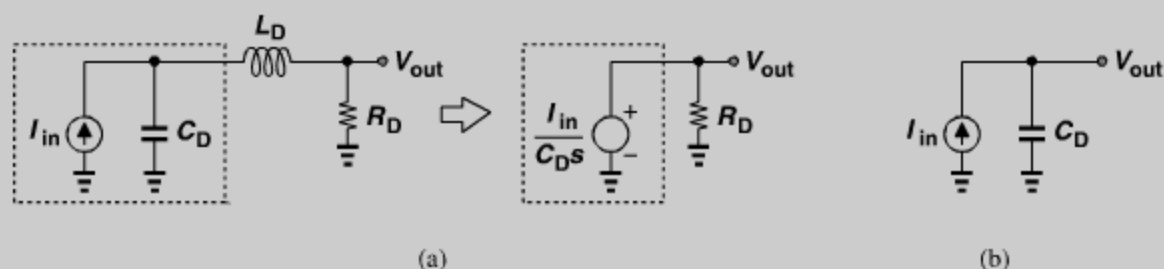 L_D
V_out
I_in
C_D
R_D
I_in
C_D s
+
−
V_out
R_D
I_in
C_D
V_out
(a)
(b)